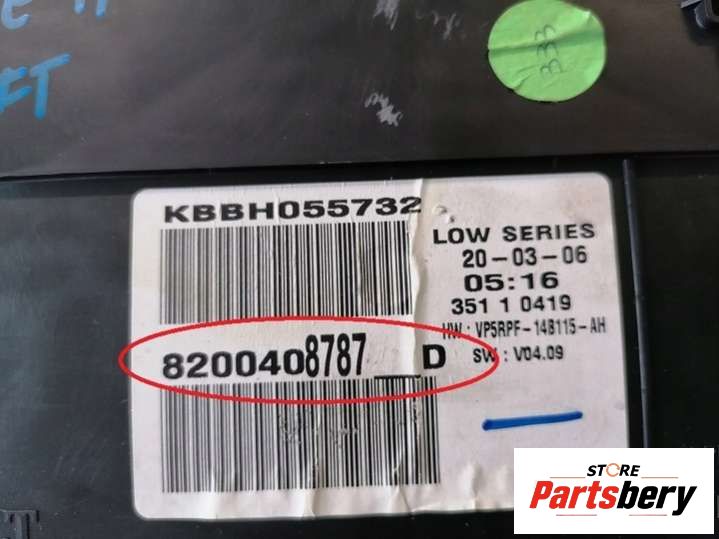 FT
B33
KBBH055732
LOW SERIES
20-03-06
05:16
351 1 0419
HW : VP5RPF-14B115-AH
SW : V04.09
8200408787__D
STORE
Partsbery